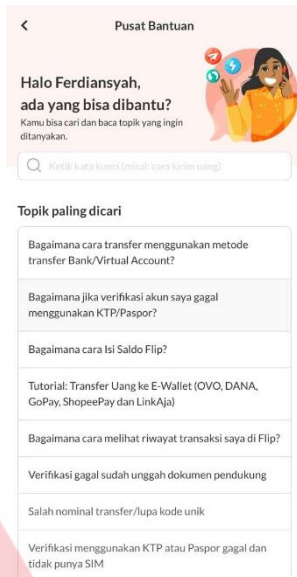 Pusat Bantuan
Halo Ferdiansyah,
ada yang bisa dibantu?
Kamu bisa cari dan baca topik yang ingin
ditanyakan.
Ketik kata kunci (misal: cara kirim uang)
Topik paling dicari
Bagaimana cara transfer menggunakan metode
transfer Bank/Virtual Account?
Bagaimana jika verifikasi akun saya gagal
menggunakan KTP/Paspor?
Bagaimana cara Isi Saldo Flip?
Tutorial: Transfer Uang ke E-Wallet (OVO, DANA,
GoPay, ShopeePay dan LinkAja)
Bagaimana cara melihat riwayat transaksi saya di Flip?
Verifikasi gagal sudah unggah dokumen pendukung
Salah nominal transfer/lupa kode unik
Verifikasi menggunakan KTP atau Paspor gagal dan
tidak punya SIM